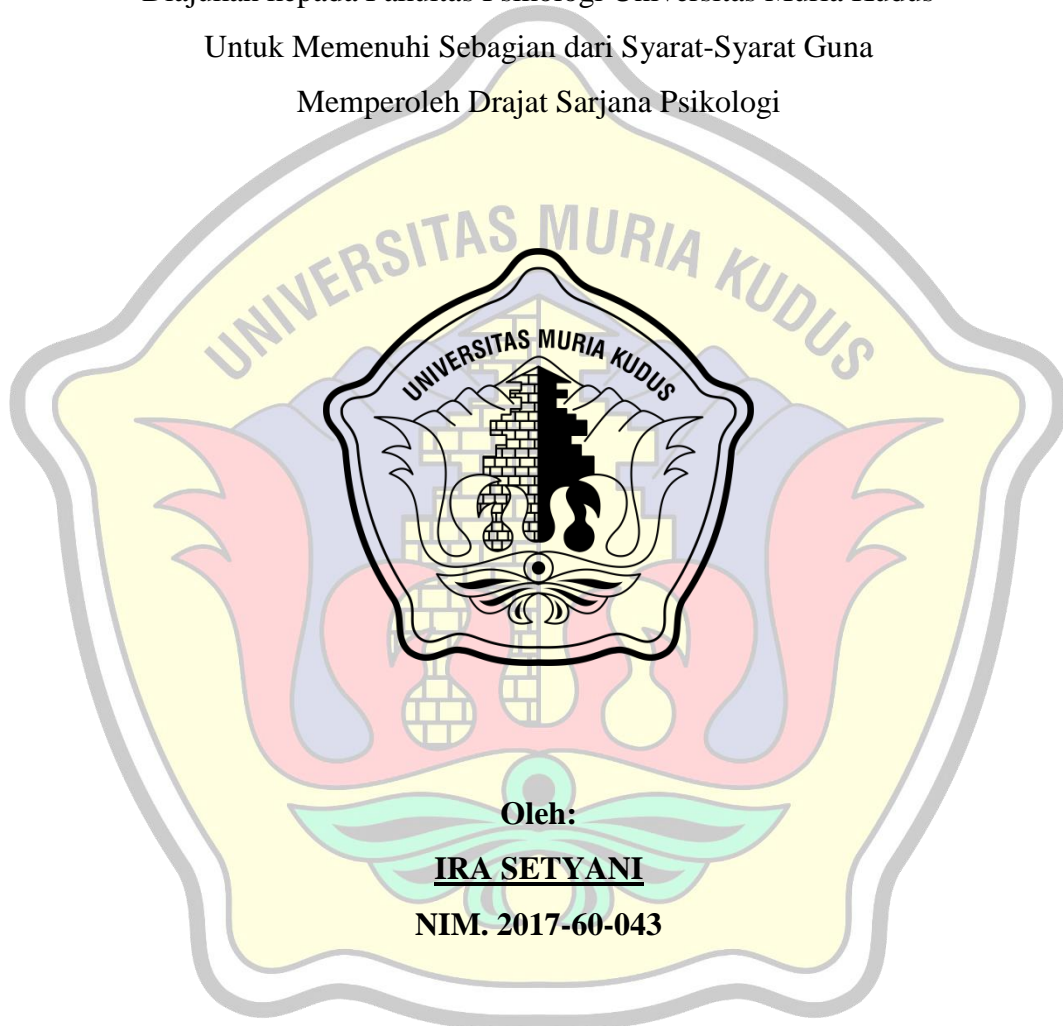 Untuk Memenuhi Sebagian dari Syarat-Syarat Guna
Memperoleh Drajat Sarjana Psikologi
UNIVERSITAS MURIA KUDUS
UNIVERSITAS MURIA KUDUS
Oleh:
IRA SETYANI
NIM. 2017-60-043